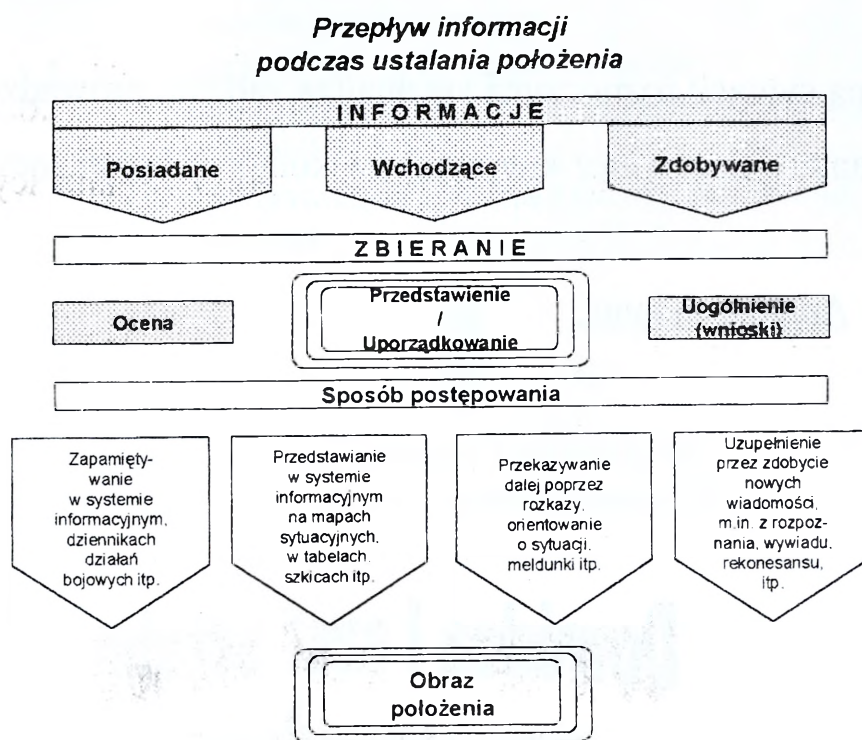 Przepływ informacji
podczas ustalania położenia
INFORMACJE
Posiadane
Wchodzące
Zdobywane
ZBIERANIE
Ocena
Przedstawienie
/
Uporządkowanie
Uogólnienie
(wnioski)
Sposób postępowania
Zapamięty-
wanie
w systemie
informacyjnym,
dziennikach
działań
bojowych itp.
Przedstawianie
w systemie
informacyjnym
na mapach
sytuacyjnych,
w tabelach,
szkicach itp.
Przekazywanie
dalej poprzez
rozkazy,
orientowanie
o sytuacji,
meldunki itp.
Uzupełnienie
przez zdobycie
nowych
wiadomości,
m.in. z rozpoz-
nania, wywiadu,
rekonesansu,
itp.
Obraz
położenia